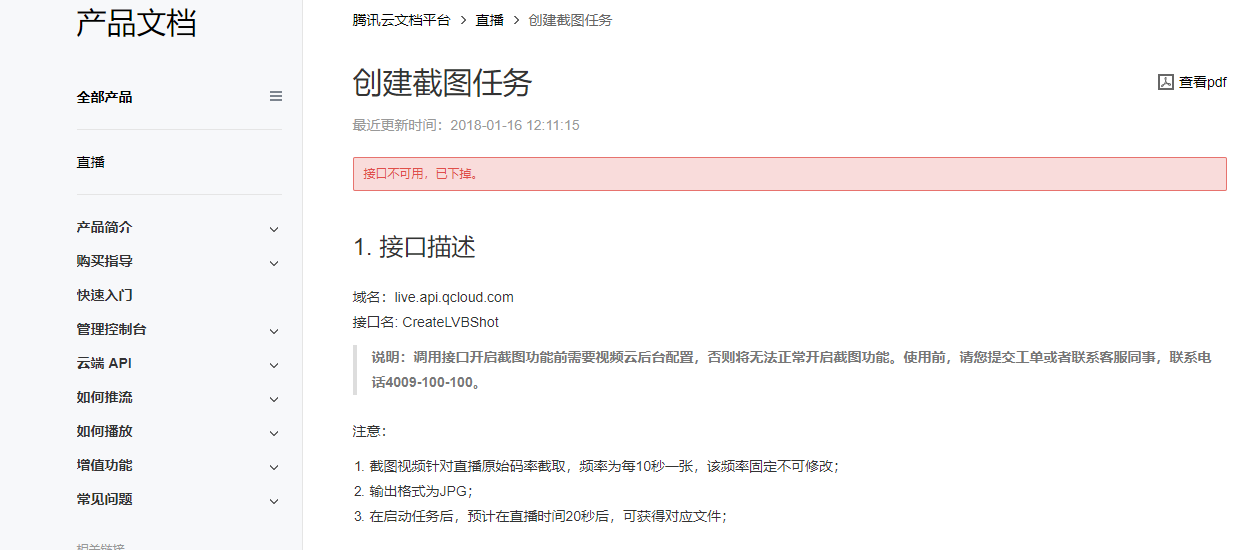 产品文档
全部产品
直播
产品简介
购买指导
快速入门
管理控制台
云端 API
如何推流
如何播放
增值功能
常见问题
相关链接
腾讯云文档平台 > 直播 > 创建截图任务
创建截图任务
查看pdf
最近更新时间：2018-01-16 12:11:15
接口不可用，已下掉。
1. 接口描述
域名：live.api.qcloud.com
接口名: CreateLVBShot
说明：调用接口开启截图功能前需要视频云后台配置，否则将无法正常开启截图功能。使用前，请您提交工单或者联系客服同事，联系电
话4009-100-100。
注意：
1. 截图视频针对直播原始码率截取，频率为每10秒一张，该频率固定不可修改；
2. 输出格式为JPG；
3. 在启动任务后，预计在直播时间20秒后，可获得对应文件；